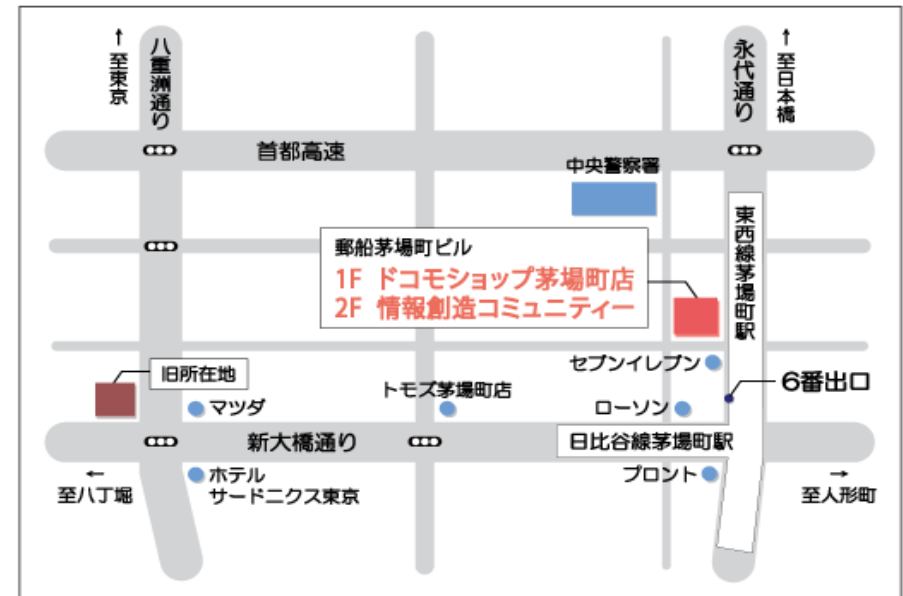 ↑
至東京
八重洲通り
永代通り
↑
至日本橋
首都高速
中央警察署
東西線茅場町駅
郵船茅場町ビル
1F ドコモショップ茅場町店
2F 情報創造コミュニティー
旧所在地
セブンイレブン
6番出口
マツダ
トモズ茅場町店
ローソン
新大橋通り
日比谷線茅場町駅
←
至八丁堀
ホテル
サードニクス東京
プロント
→
至人形町